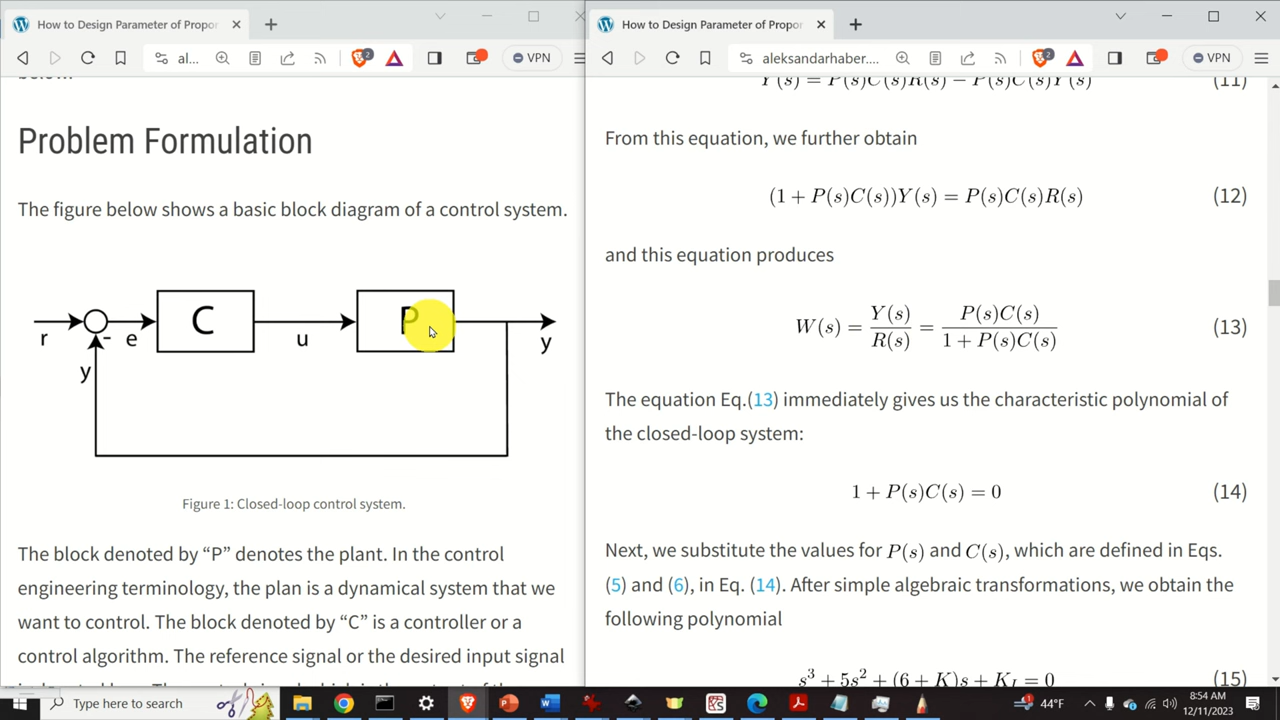 How to Design Parameter of Propor
al...
2
VPN
below.
Problem Formulation
The figure below shows a basic block diagram of a control system.
C
P
r
e
u
y
-
y
Figure 1: Closed-loop control system.
The block denoted by “P” denotes the plant. In the control
engineering terminology, the plan is a dynamical system that we
want to control. The block denoted by “C” is a controller or a
control algorithm. The reference signal or the desired input signal
How to Design Parameter of Propor
aleksandarhaber....
2
VPN
Y(s) = P(s)C(s)R(s) − P(s)C(s)Y(s) (11)
From this equation, we further obtain
(1 + P(s)C(s))Y(s) = P(s)C(s)R(s) (12)
and this equation produces
W(s) = Y(s)/R(s) = P(s)C(s)/1 + P(s)C(s) (13)
The equation Eq.(13) immediately gives us the characteristic polynomial of
the closed-loop system:
1 + P(s)C(s) = 0 (14)
Next, we substitute the values for P(s) and C(s), which are defined in Eqs.
(5) and (6), in Eq. (14). After simple algebraic transformations, we obtain the
following polynomial
s³ + 5s² + (6 + K)s + K_I = 0 (15)
Type here to search
44°F
8:54 AM
12/11/2023